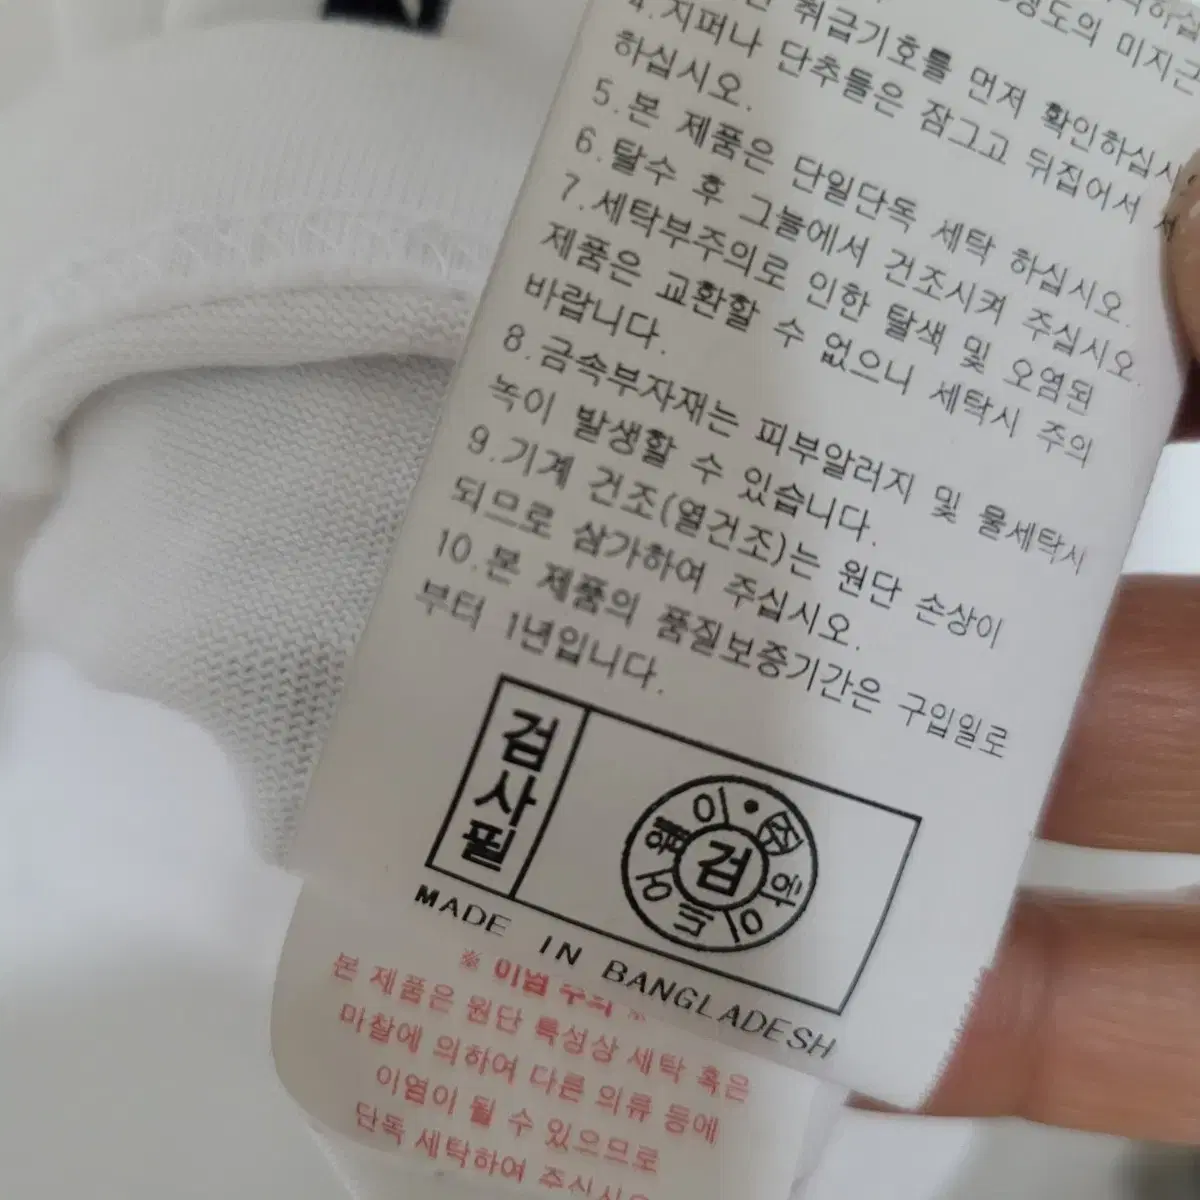 취급기호를 먼저 확인하십시오
4.지퍼나 단추들은 잠그고 뒤집어서
하십시오.
5.본 제품은 단일단독 세탁 하십시오.
6.탈수 후 그늘에서 건조시켜 주십시오.
7.세탁부주의로 인한 탈색 및 오염된
제품은 교환할 수 없으니 세탁시 주의
바랍니다.
8.금속부자재는 피부알러지 및 물세탁시
녹이 발생할 수 있습니다.
9.기계 건조(열건조)는 원단 손상이
되므로 삼가하여 주십시오.
10.본 제품의 품질보증기간은 구입일로
부터 1년입니다.
검사필
검
MADE IN BANGLADESH
※ 이염 주의 ※
본 제품은 원단 특성상 세탁 혹은
마찰에 의하여 다른 의류 등에
이염이 될 수 있으므로
단독 세탁하여 주십시오